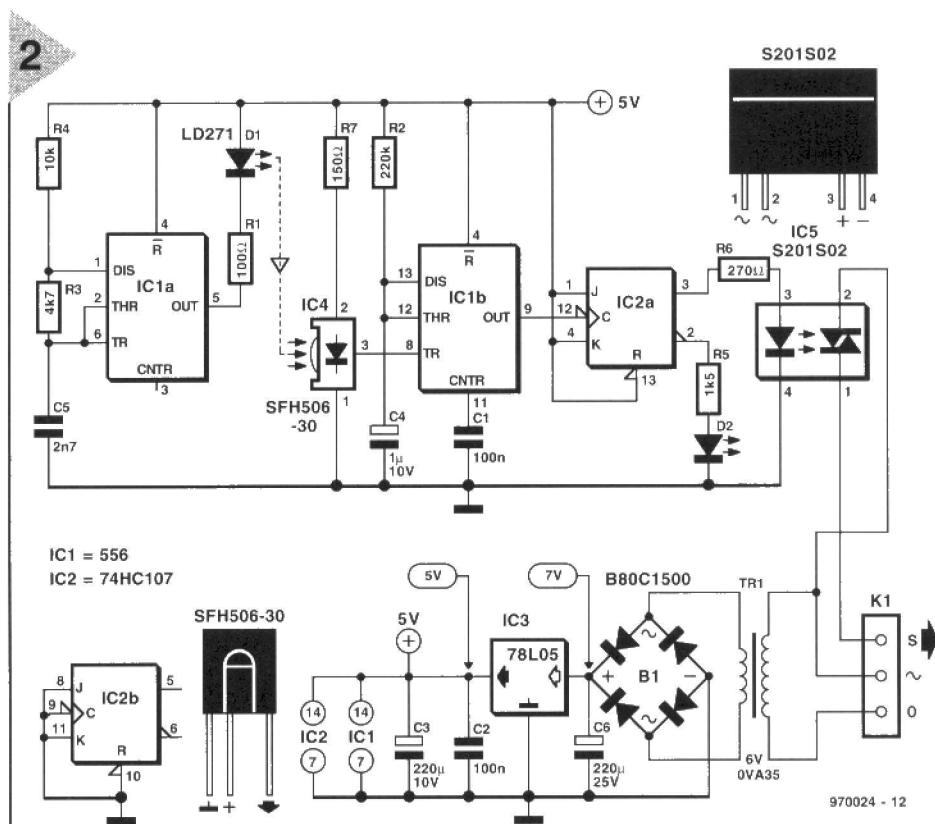 2
S201S02
5V
R4
10k
LD271
D1
R7
150Ω
R2
220k
1
2
3
4
~
~
+
−
4
R
1
DIS
R3
4k7
2
THR
IC1a
OUT
5
6
TR
CNTR
3
R1
100Ω
C5
2n7
IC4
2
3
1
SFH506
-30
4
R
13
DIS
12
THR
IC1b
OUT
9
8
TR
CNTR
11
C4
1µ
10V
C1
100n
1
J
12
C
4
K
IC2a
R
13
3
2
R6
270Ω
R5
1k5
D2
IC5
S201S02
3
2
4
1
IC1 = 556
IC2 = 74HC107
SFH506-30
8
J
9
C
11
K
IC2b
5
6
R
10
+
5V
7V
5V
IC3
78L05
B80C1500
B1
~
~
+
−
TR1
6V
0VA35
K1
S
~
0
14
14
IC2
IC1
7
7
C3
220µ
10V
C2
100n
C6
220µ
25V
970024 - 12